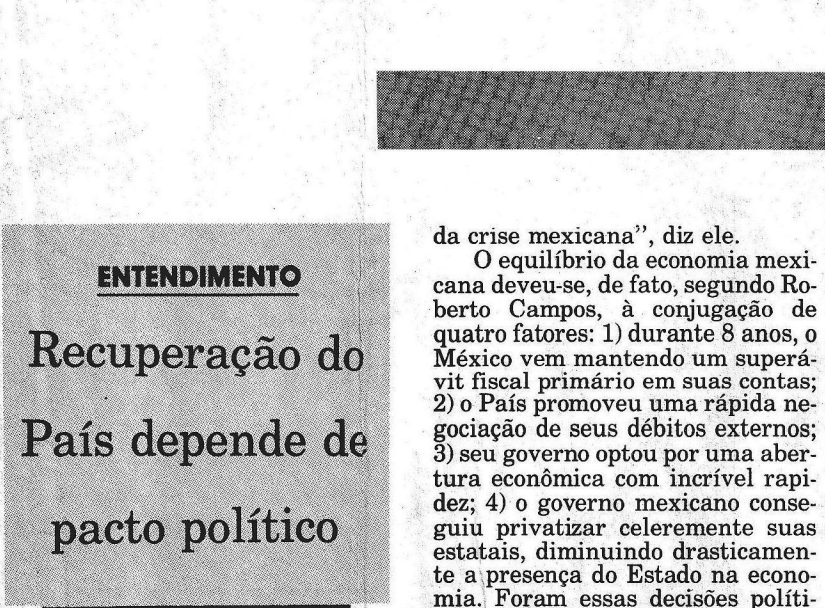 ENTENDIMENTO
Recuperação do
País depende de
pacto político
da crise mexicana”, diz ele.
O equilíbrio da economia mexi-
cana deveu-se, de fato, segundo Ro-
berto Campos, à conjugação de
quatro fatores: 1) durante 8 anos, o
México vem mantendo um superá-
vit fiscal primário em suas contas;
2) o País promoveu uma rápida ne-
gociação de seus débitos externos;
3) seu governo optou por uma aber-
tura econômica com incrível rapi-
dez; 4) o governo mexicano conse-
guiu privatizar celeremente suas
estatais, diminuindo drasticamen-
te a presença do Estado na econo-
mia. Foram essas decisões políti-